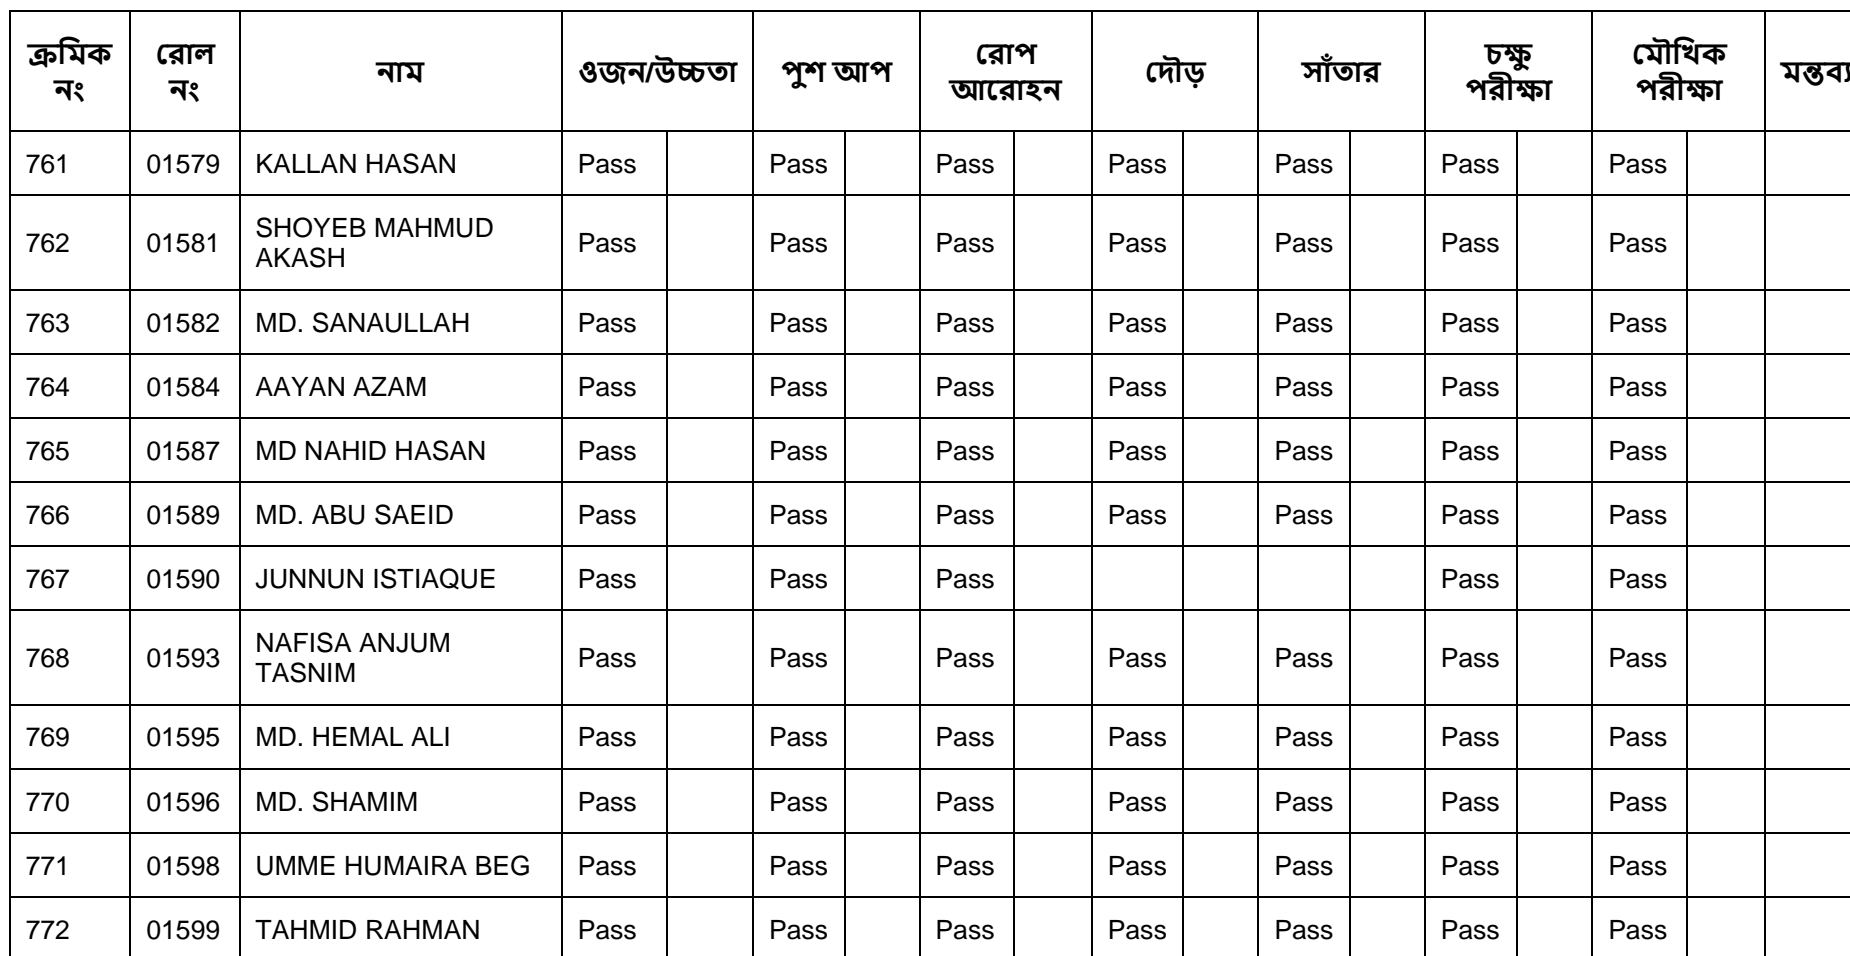 ক্রমিক নং রোল নং নাম ওজন/উচ্চতা পুশ আপ রোপ আরোহন দৌড় সাঁতার চক্ষু পরীক্ষা মৌখিক পরীক্ষা মন্তব্য
761 01579 KALLAN HASAN Pass Pass Pass Pass Pass Pass Pass
762 01581 SHOYEB MAHMUD AKASH Pass Pass Pass Pass Pass Pass Pass
763 01582 MD. SANAULLAH Pass Pass Pass Pass Pass Pass Pass
764 01584 AAYAN AZAM Pass Pass Pass Pass Pass Pass Pass
765 01587 MD NAHID HASAN Pass Pass Pass Pass Pass Pass Pass
766 01589 MD. ABU SAEID Pass Pass Pass Pass Pass Pass Pass
767 01590 JUNNUN ISTIAQUE Pass Pass Pass Pass Pass
768 01593 NAFISA ANJUM TASNIM Pass Pass Pass Pass Pass Pass Pass
769 01595 MD. HEMAL ALI Pass Pass Pass Pass Pass Pass Pass
770 01596 MD. SHAMIM Pass Pass Pass Pass Pass Pass Pass
771 01598 UMME HUMAIRA BEG Pass Pass Pass Pass Pass Pass Pass
772 01599 TAHMID RAHMAN Pass Pass Pass Pass Pass Pass Pass